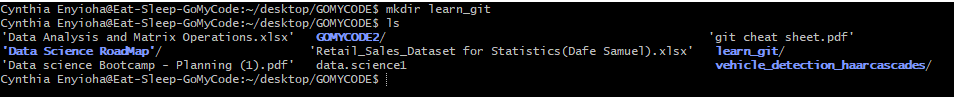 Cynthia Enyioha@Eat-Sleep-GoMyCode:~/desktop/GOMYCODE$ mkdir learn_git
Cynthia Enyioha@Eat-Sleep-GoMyCode:~/desktop/GOMYCODE$ ls
'Data Analysis and Matrix Operations.xlsx'   GOMYCODE2/   'git cheat sheet.pdf'
'Data Science RoadMap'/   'Retail_Sales_Dataset for Statistics(Dafe Samuel).xlsx'   learn_git/
'Data science Bootcamp - Planning (1).pdf'   data.science1   vehicle_detection_haarcascades/
Cynthia Enyioha@Eat-Sleep-GoMyCode:~/desktop/GOMYCODE$